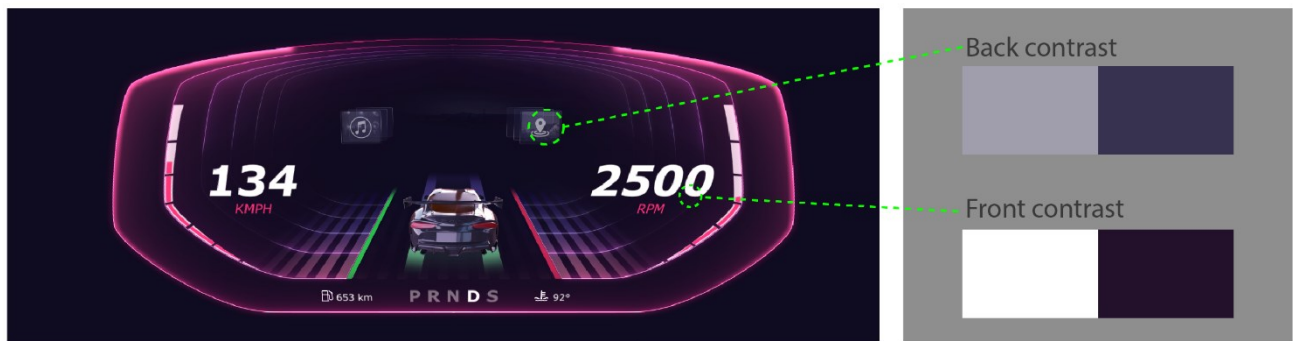 Back contrast
134
KMPH
2500
RPM
Front contrast
653 km
P R N D S
92°